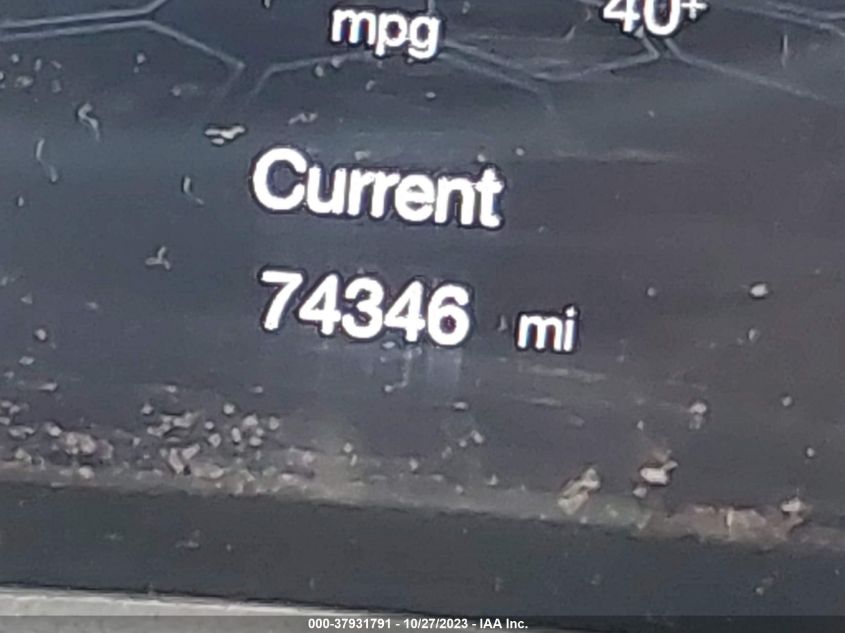 mpg 40+
Current
74346 mi
000-37931791 - 10/27/2023 - IAA Inc.